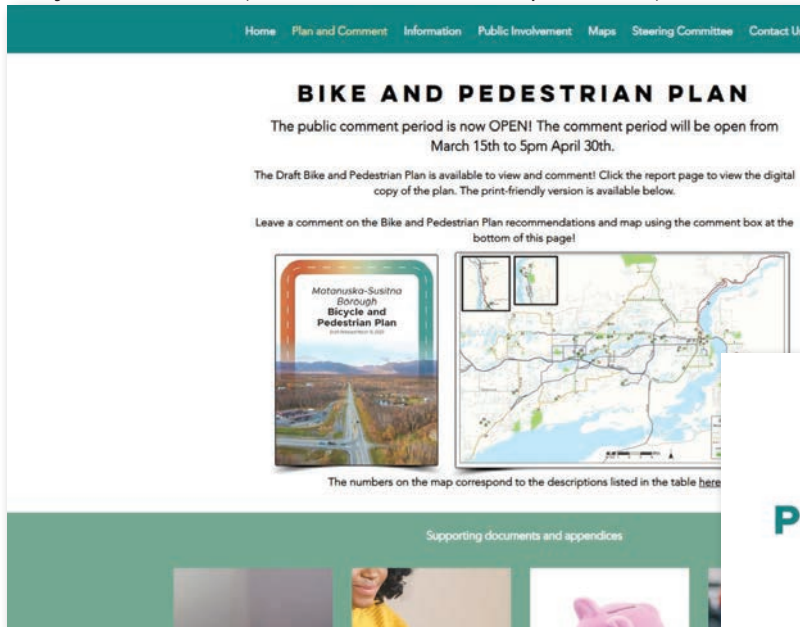 Home Plan and Comment Information Public Involvement Maps Steering Committee Contact Us
BIKE AND PEDESTRIAN PLAN
The public comment period is now OPEN! The comment period will be open from
March 15th to 5pm April 30th.
The Draft Bike and Pedestrian Plan is available to view and comment! Click the report page to view the digital
copy of the plan. The print-friendly version is available below.
Leave a comment on the Bike and Pedestrian Plan recommendations and map using the comment box at the
bottom of this page!
Matanuska-Susitna
Borough
Bicycle and
Pedestrian Plan
The numbers on the map correspond to the descriptions listed in the table here
P
Supporting documents and appendices